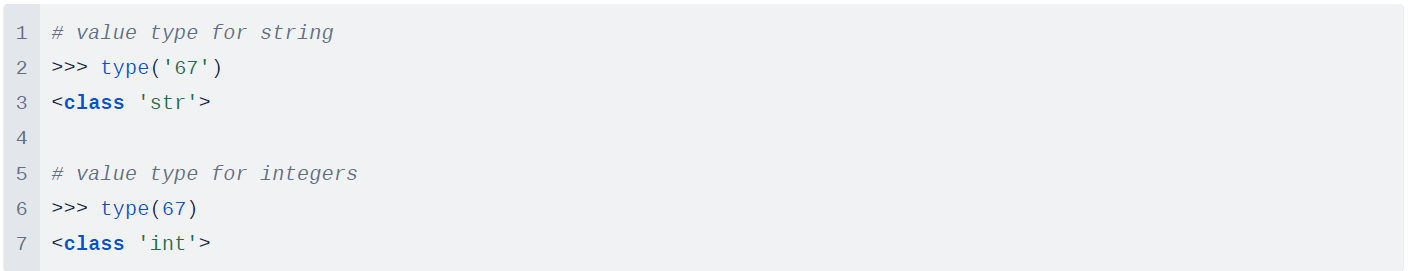 1 # value type for string
2 >>> type('67')
3 <class 'str'>
4
5 # value type for integers
6 >>> type(67)
7 <class 'int'>